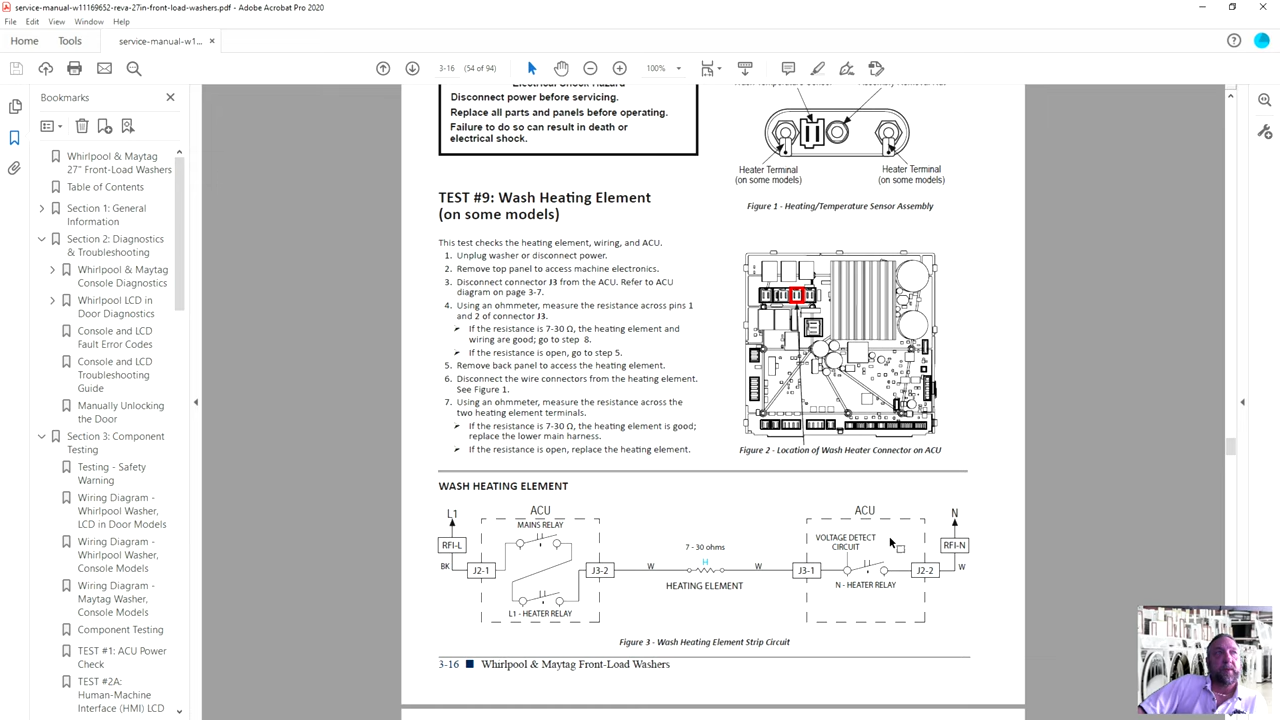 service-manual-w11169652-reva-27in-front-load-washers.pdf - Adobe Acrobat Pro 2020
File Edit View Window Help
Home Tools service-manual-w1... ×
3-16 (54 of 94) 100%
Bookmarks
Whirlpool & Maytag
27" Front-Load Washers
Table of Contents
Section 1: General
Information
Section 2: Diagnostics
& Troubleshooting
Whirlpool & Maytag
Console Diagnostics
Whirlpool LCD in
Door Diagnostics
Console and LCD
Fault Error Codes
Console and LCD
Troubleshooting
Guide
Manually Unlocking
the Door
Section 3: Component
Testing
Testing - Safety
Warning
Wiring Diagram -
Whirlpool Washer,
LCD in Door Models
Wiring Diagram -
Whirlpool Washer,
Console Models
Wiring Diagram -
Maytag Washer,
Console Models
Component Testing
TEST #1: ACU Power
Check
TEST #2A:
Human-Machine
Interface (HMI) LCD
Electrical Shock Hazard
Disconnect power before servicing.
Replace all parts and panels before operating.
Failure to do so can result in death or
electrical shock.
TEST #9: Wash Heating Element
(on some models)
This test checks the heating element, wiring, and ACU.
1. Unplug washer or disconnect power.
2. Remove top panel to access machine electronics.
3. Disconnect connector J3 from the ACU. Refer to ACU
diagram on page 3-7.
4. Using an ohmmeter, measure the resistance across pins 1
and 2 of connector J3.
➢ If the resistance is 7-30 Ω, the heating element and
wiring are good; go to step 8.
➢ If the resistance is open, go to step 5.
5. Remove back panel to access the heating element.
6. Disconnect the wire connectors from the heating element.
See Figure 1.
7. Using an ohmmeter, measure the resistance across the
two heating element terminals.
➢ If the resistance is 7-30 Ω, the heating element is good;
replace the lower main harness.
➢ If the resistance is open, replace the heating element.
Heater Terminal
(on some models)
Heater Terminal
(on some models)
Figure 1 - Heating/Temperature Sensor Assembly
Figure 2 - Location of Wash Heater Connector on ACU
WASH HEATING ELEMENT
L1
ACU
MAINS RELAY
RFI-L
BK
J2-1
J3-2
L1 - HEATER RELAY
W
7 - 30 ohms
H
HEATING ELEMENT
W
ACU
VOLTAGE DETECT
CIRCUIT
J3-1
N - HEATER RELAY
J2-2
N
RFI-N
W
Figure 3 - Wash Heating Element Strip Circuit
3-16 ■ Whirlpool & Maytag Front-Load Washers